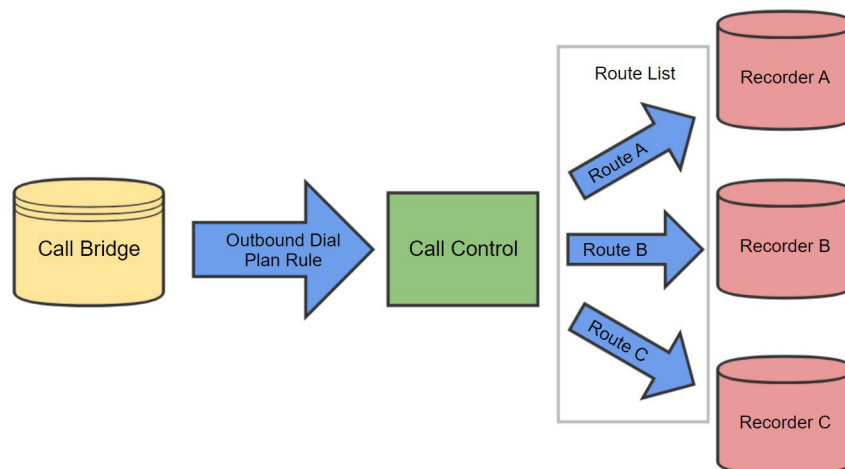 Call Bridge
Outbound Dial
Plan Rule
Call Control
Route List
Route A
Route B
Route C
Recorder A
Recorder B
Recorder C